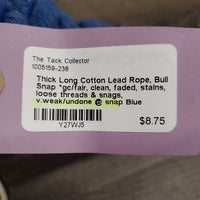 The Tack Collector
1005159-238
Thick Long Cotton Lead Rope, Bull
Snap *gc/fair, clean, faded, stains,
loose threads & snags,
v.weak/undone @ snap Blue
Y27WJ5
$8.75